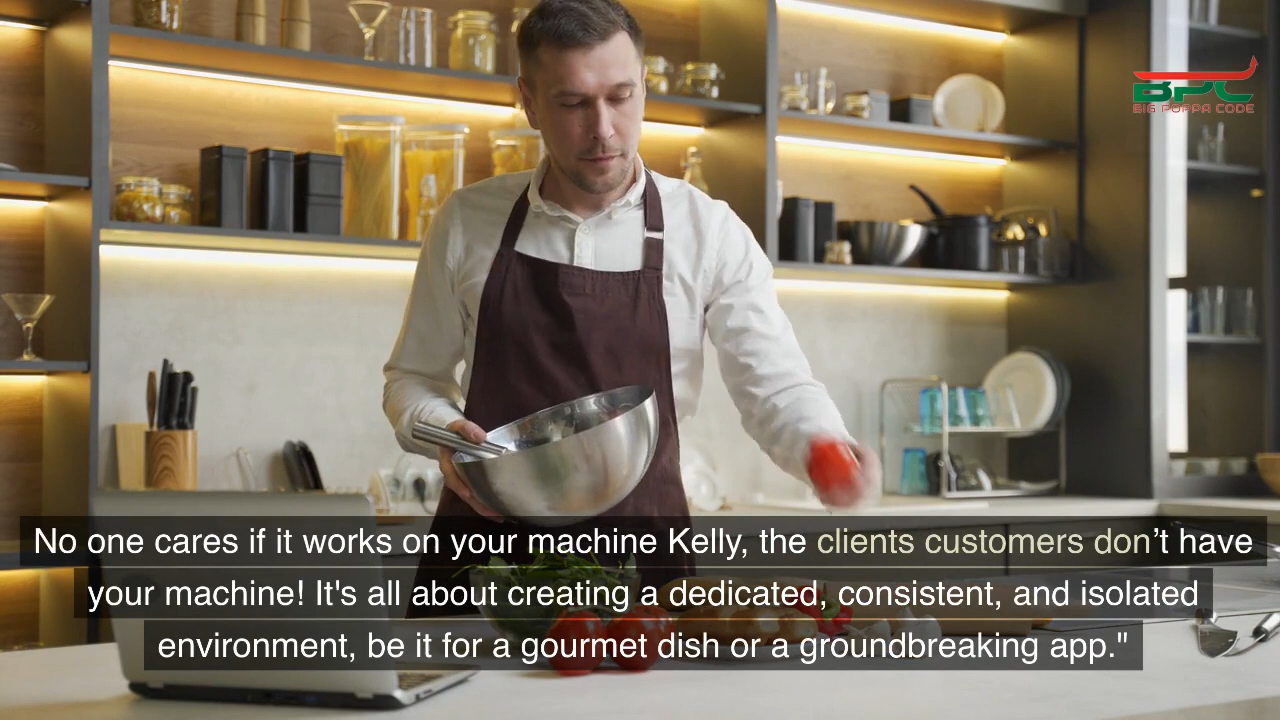 BPC
BIG POPPA CODE
No one cares if it works on your machine Kelly, the clients customers don’t have
your machine! It's all about creating a dedicated, consistent, and isolated
environment, be it for a gourmet dish or a groundbreaking app."